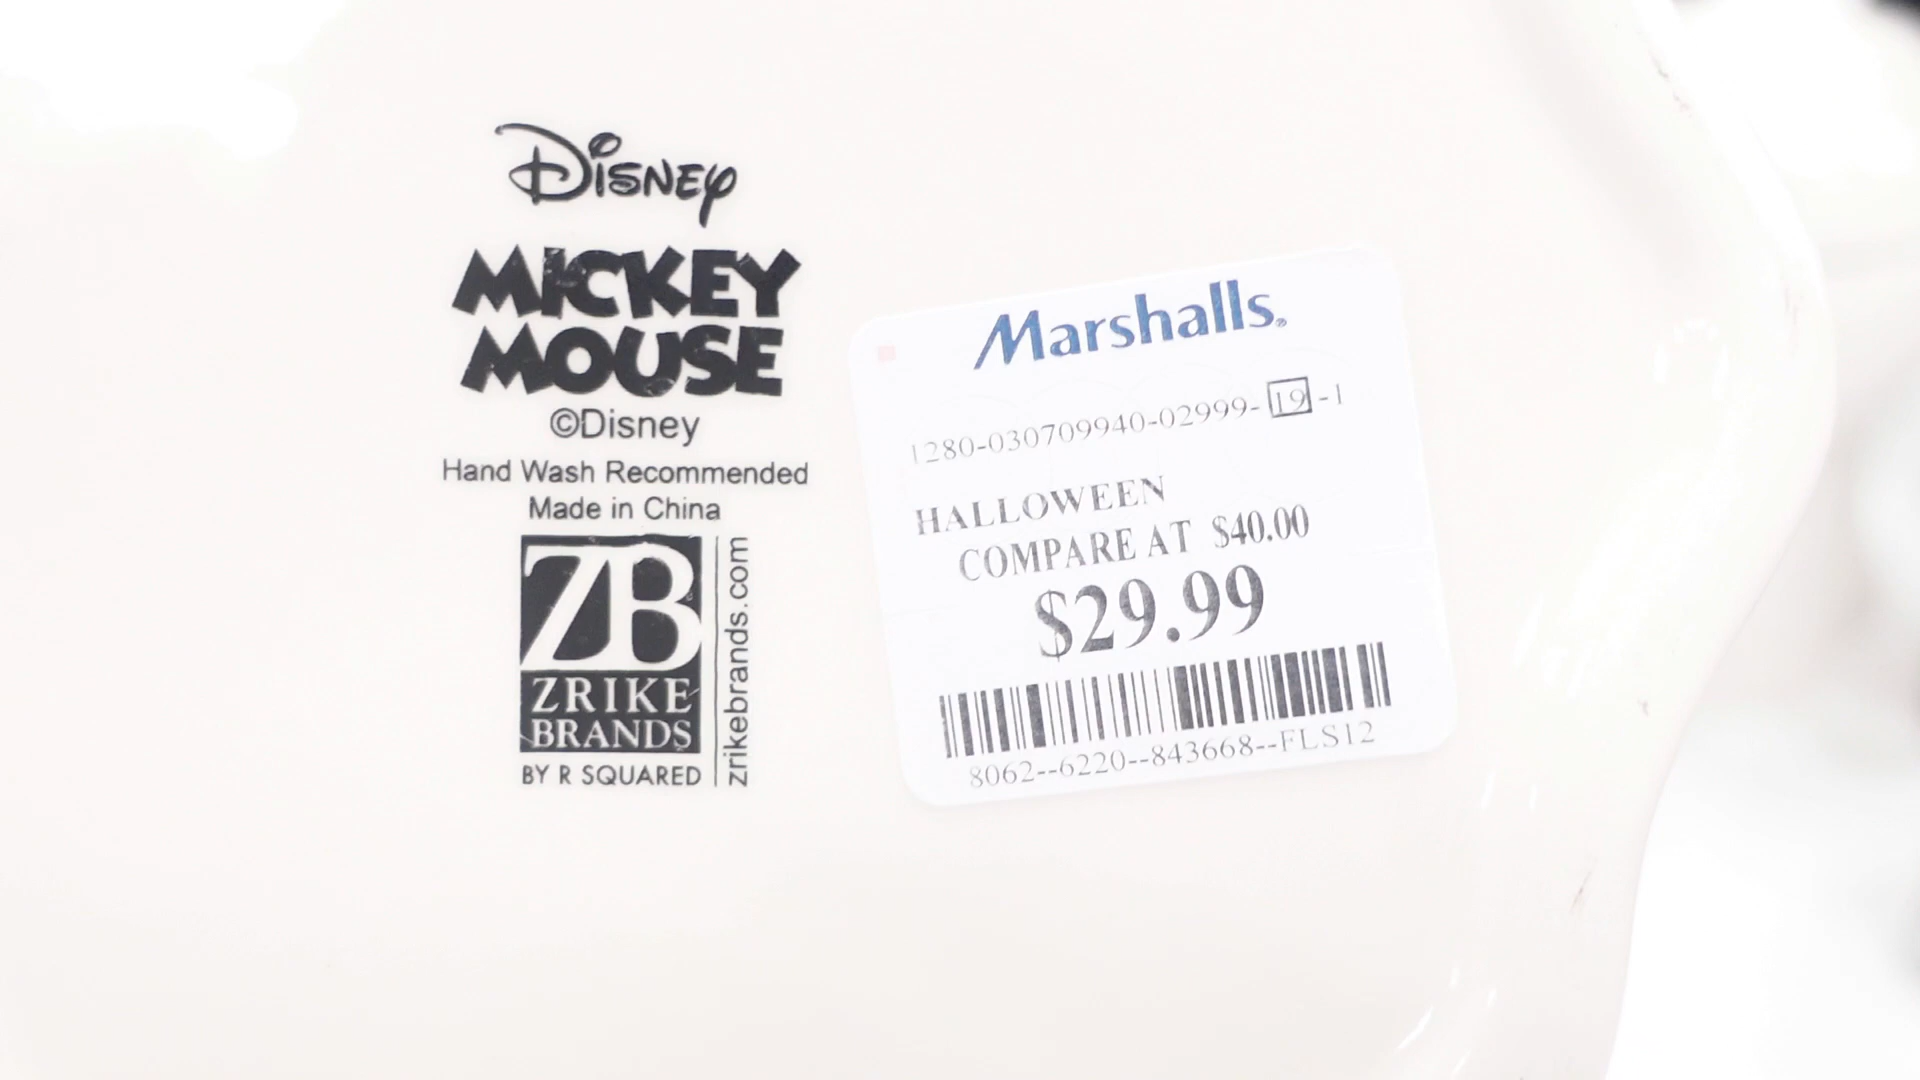 Disney
MICKEY
MOUSE
©Disney
Hand Wash Recommended
Made in China
ZB
ZRIKE
BRANDS
BY R SQUARED
zrikebrands.com
Marshalls®
1280-030709940-02999-19-1
HALLOWEEN
COMPARE AT $40.00
$29.99
8062--6220--843668--FLS12